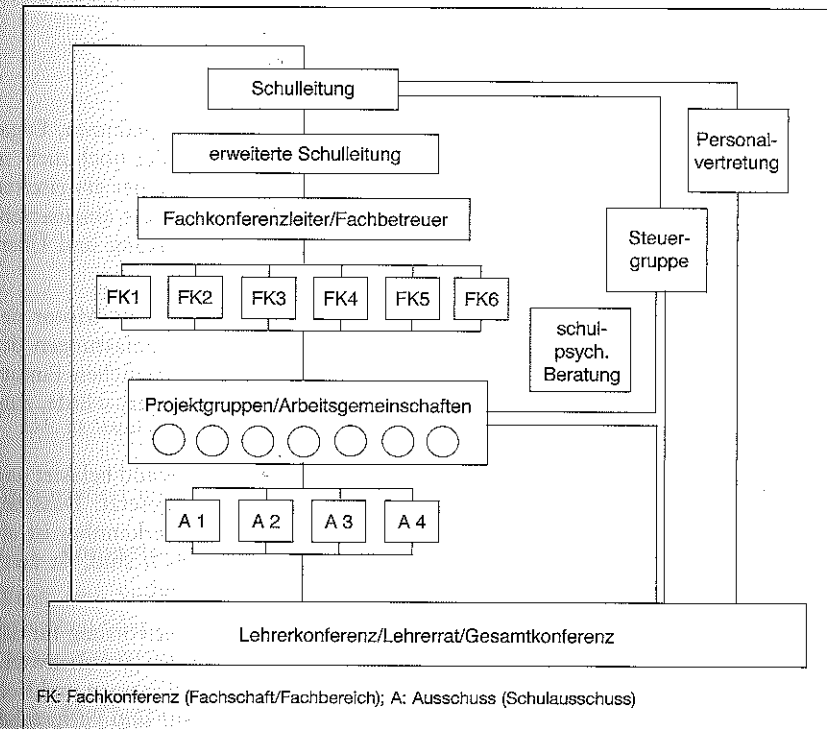 Schulleitung
erweiterte Schulleitung
Personal-
vertretung
Fachkonferenzleiter/Fachbetreuer
Steuer-
gruppe
FK1 FK2 FK3 FK4 FK5 FK6
schul-
psych.
Beratung
Projektgruppen/Arbeitsgemeinschaften
A 1 A 2 A 3 A 4
Lehrerkonferenz/Lehrerrat/Gesamtkonferenz
FK: Fachkonferenz (Fachschaft/Fachbereich); A: Ausschuss (Schulausschuss)